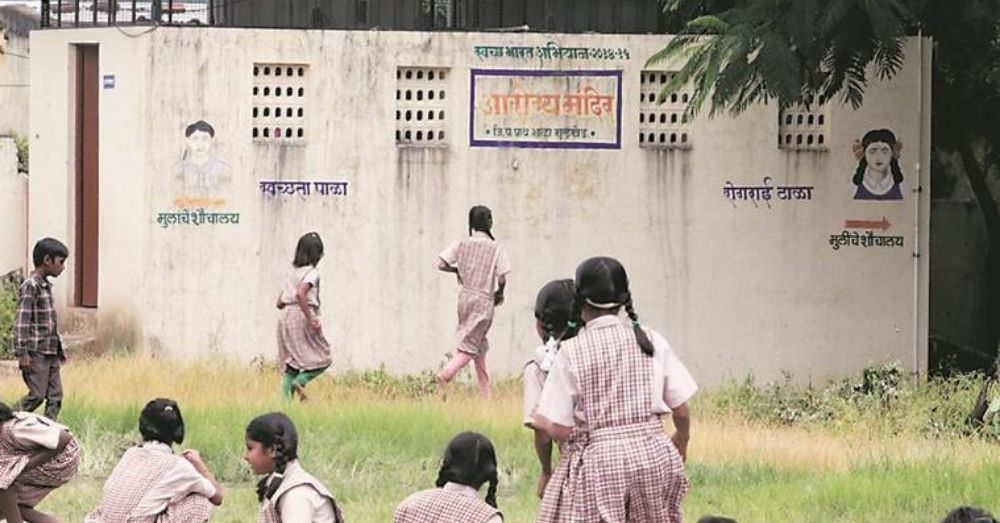 स्वच्छ भारत अभियान-२०१४-१५
आरोग्य मंदिर
• जि.प.प्राथ.शाळा
स्वच्छता पाळा
मुलांचे शौचालय
रोगराई टाळा
मुलींचे शौचालय